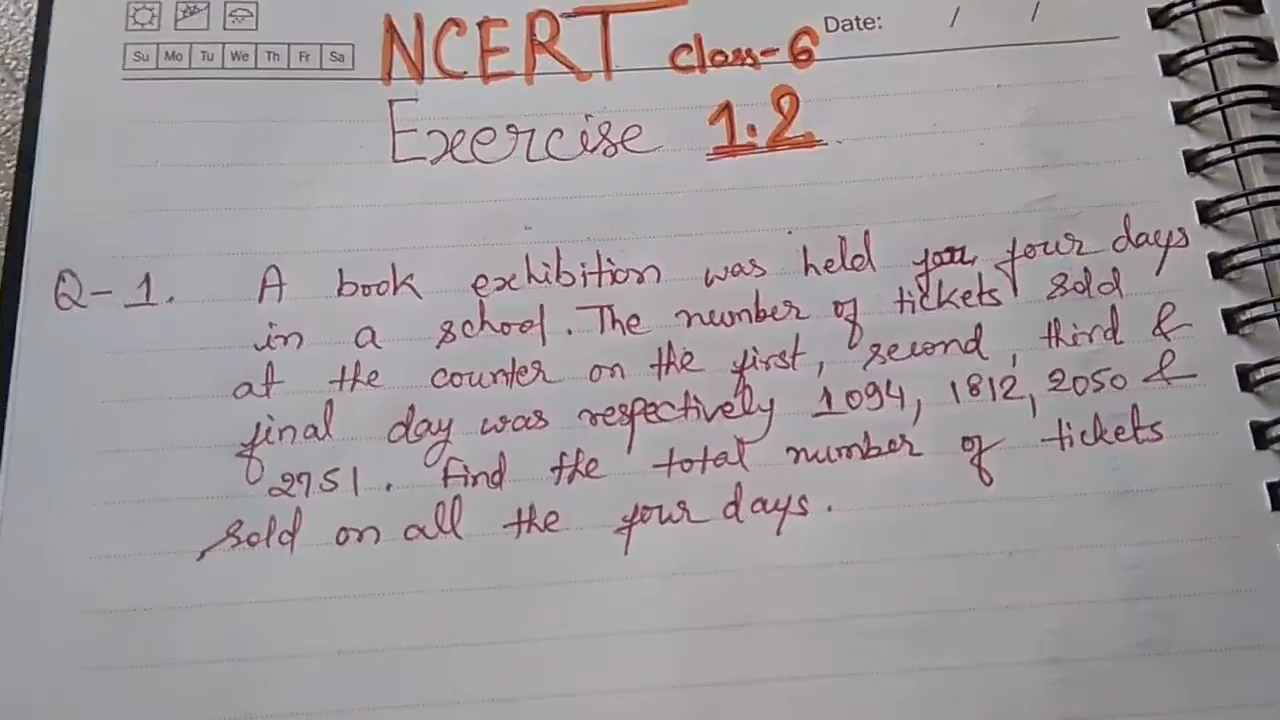 Date: / /
Su Mo Tu We Th Fr Sa
NCERT class-6
Exercise 1.2
Q-1. A book exhibition was held four days
in a school. The number of tickets sold
at the counter on the first, second, third &
final day was respectively 1094, 1812, 2050 &
2751. Find the total number of tickets
sold on all the four days.